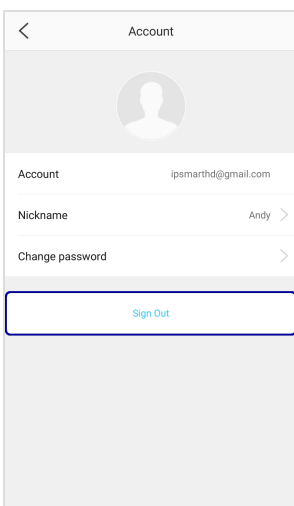 Account
Account ipsmarthd@gmail.com
Nickname Andy
Change password
Sign Out